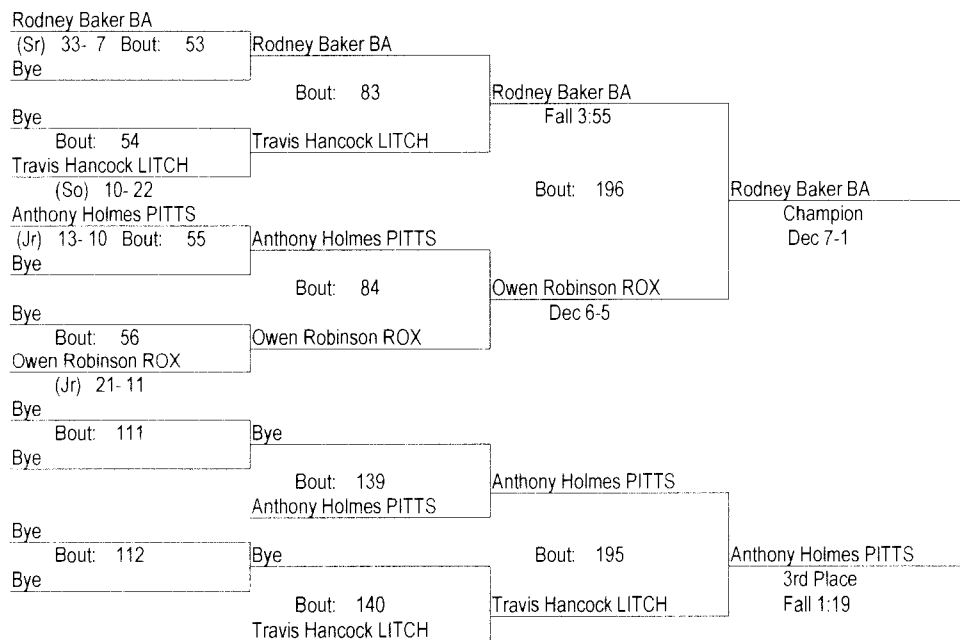 Rodney Baker BA
(Sr) 33- 7 Bout: 53
Bye
Rodney Baker BA
Bout: 83
Bye
Bout: 54
Travis Hancock LITCH
(So) 10- 22
Travis Hancock LITCH
Rodney Baker BA
Fall 3:55
Bout: 196
Anthony Holmes PITTS
(Jr) 13- 10 Bout: 55
Bye
Anthony Holmes PITTS
Bout: 84
Bye
Bout: 56
Owen Robinson ROX
(Jr) 21- 11
Owen Robinson ROX
Owen Robinson ROX
Dec 6-5
Rodney Baker BA
Champion
Dec 7-1
Bye
Bout: 111
Bye
Bye
Bout: 139
Anthony Holmes PITTS
Anthony Holmes PITTS
Bout: 195
Bye
Bout: 112
Bye
Bye
Bout: 140
Travis Hancock LITCH
Travis Hancock LITCH
Anthony Holmes PITTS
3rd Place
Fall 1:19